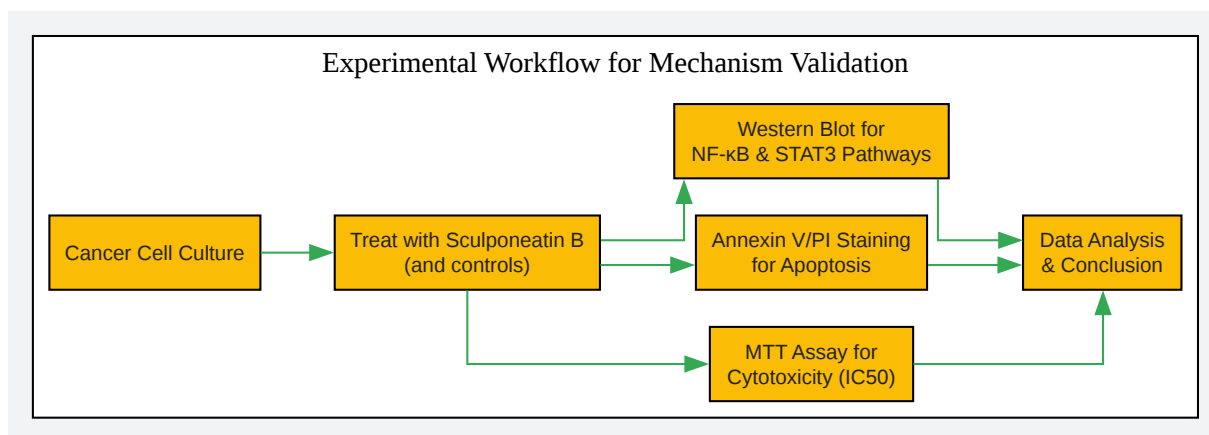 Experimental Workflow for Mechanism Validation
Western Blot for
NF-κB & STAT3 Pathways
Cancer Cell Culture
Treat with Sculponeatin B
(and controls)
Annexin V/PI Staining
for Apoptosis
Data Analysis
& Conclusion
MTT Assay for
Cytotoxicity (IC50)